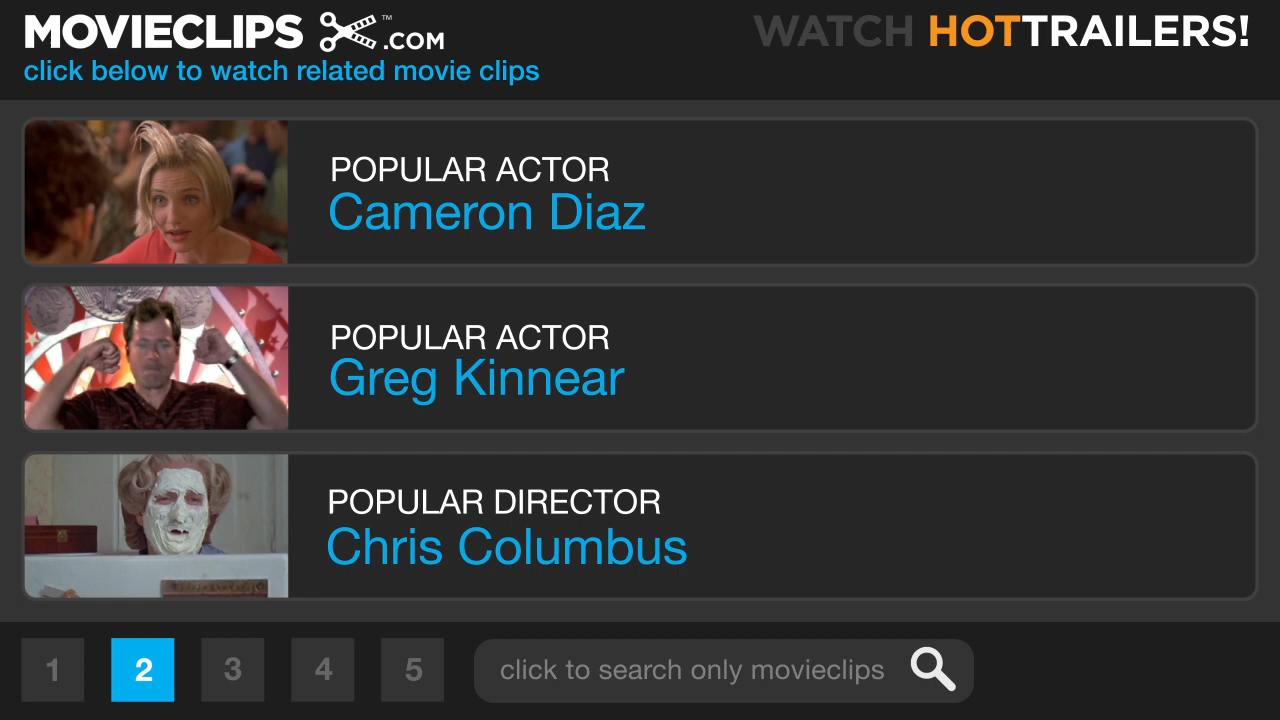 MOVIECLIPS ™ .COM
WATCH HOTTRAILERS!
click below to watch related movie clips
POPULAR ACTOR
Cameron Diaz
POPULAR ACTOR
Greg Kinnear
POPULAR DIRECTOR
Chris Columbus
1 2 3 4 5 click to search only movieclips